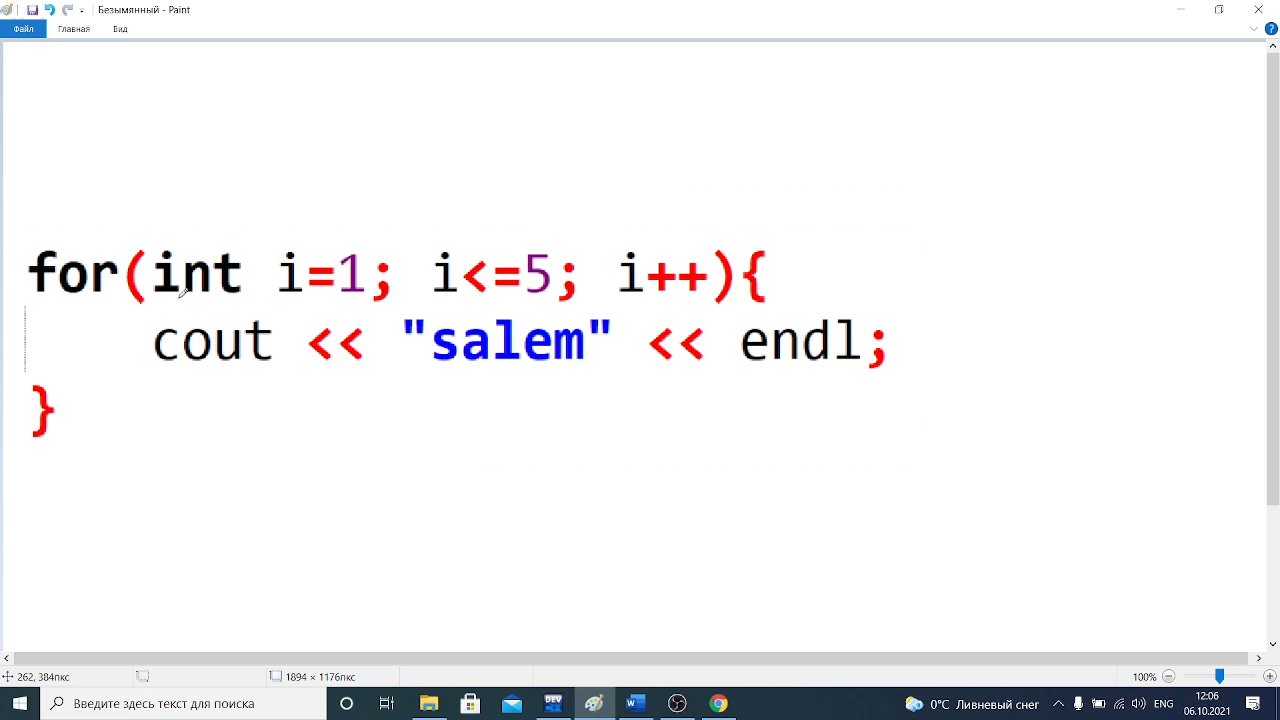 Безымянный - Paint
Файл Главная Вид
for(int i=1; i<=5; i++){
cout << "salem" << endl;
}
262, 384пкс 1894 × 1176пкс 100%
DEV C++
Введите здесь текст для поиска 0°C Ливневый снег ENG 12:06
06.10.2021